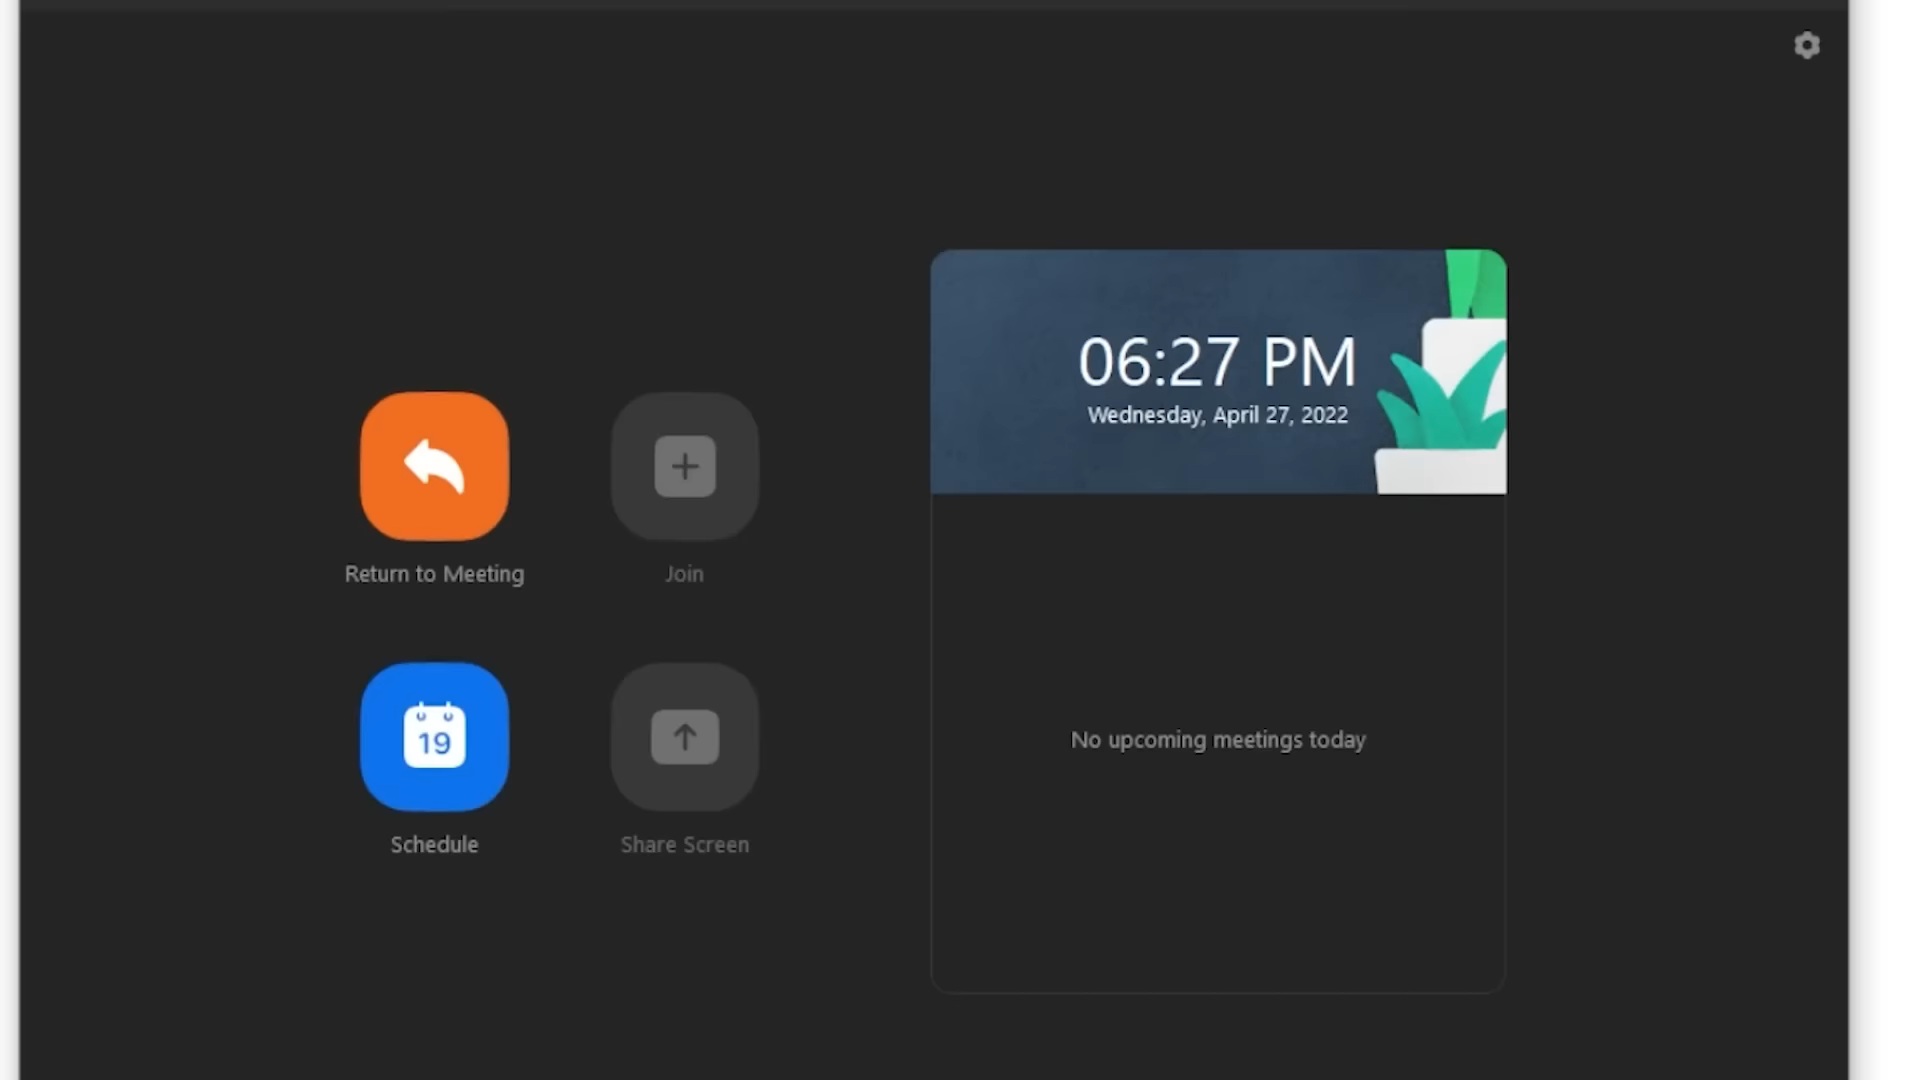 06:27 PM
Wednesday, April 27, 2022
Return to Meeting
Join
19
Schedule
Share Screen
No upcoming meetings today